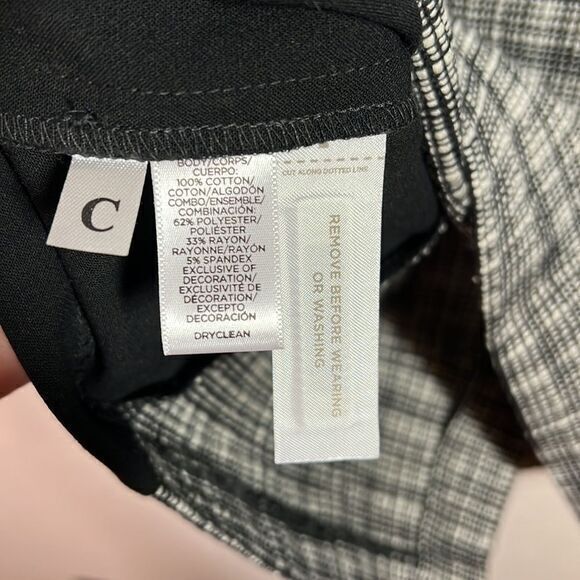 C
BODY/CORPS/
CUERPO:
100% COTTON/
COTON/ALGODÓN
COMBO/ENSEMBLE/
COMBINACIÓN:
62% POLYESTER/
POLIÉSTER
33% RAYON/
RAYONNE/RAYÓN
5% SPANDEX
EXCLUSIVE OF
DECORATION/
EXCLUSIVITÉ DE
DÉCORATION/
EXCEPTO
DECORACIÓN
DRYCLEAN
CUT ALONG DOTTED LINE
REMOVE BEFORE WEARING
OR WASHING